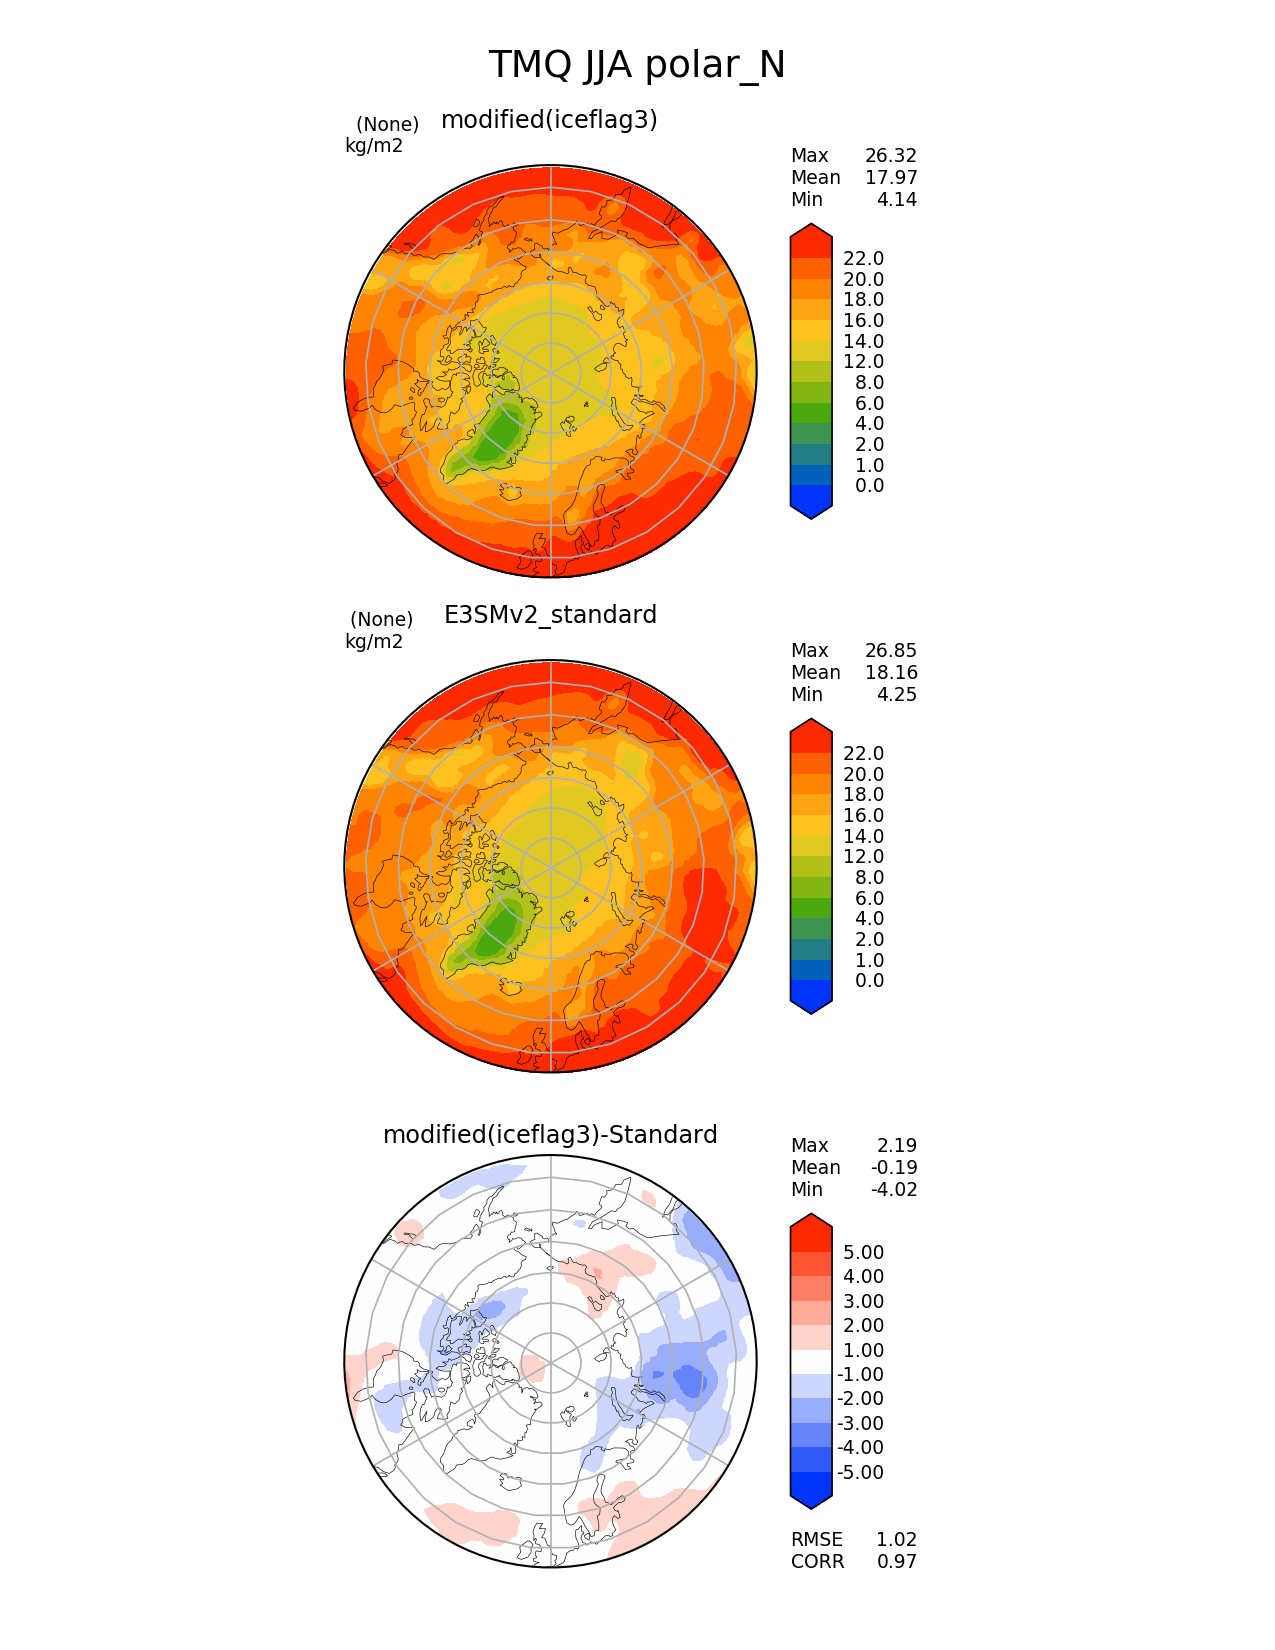 TMQ JJA polar_N
(None)
modified(iceflag3)
kg/m2
Max 26.32
Mean 17.97
Min 4.14
22.0
20.0
18.0
16.0
14.0
12.0
8.0
6.0
4.0
2.0
1.0
0.0
(None)
E3SMv2_standard
kg/m2
Max 26.85
Mean 18.16
Min 4.25
22.0
20.0
18.0
16.0
14.0
12.0
8.0
6.0
4.0
2.0
1.0
0.0
modified(iceflag3)-Standard
Max 2.19
Mean -0.19
Min -4.02
5.00
4.00
3.00
2.00
1.00
-1.00
-2.00
-3.00
-4.00
-5.00
RMSE 1.02
CORR 0.97